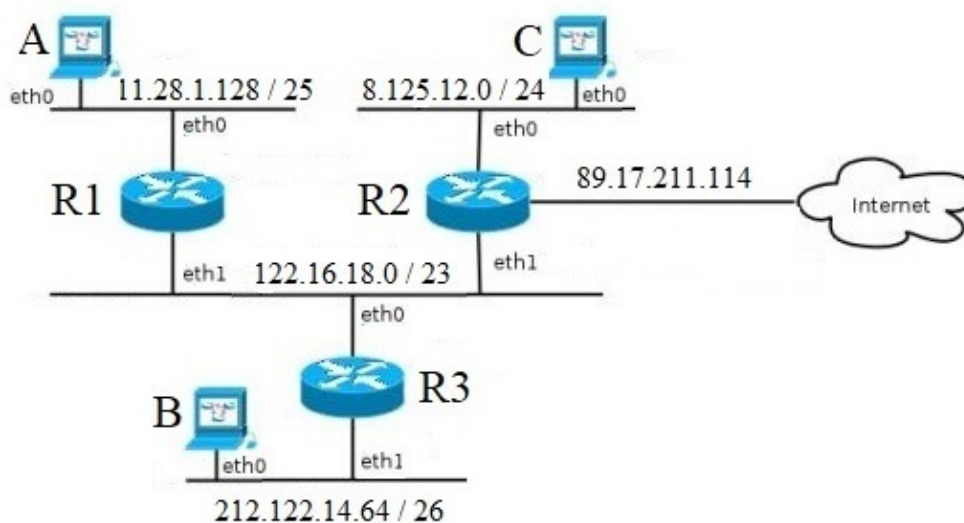 A
C
eth0
11.28.1.128 / 25
8.125.12.0 / 24
eth0
eth0
eth0
R1
R2
89.17.211.114
Internet
eth1
122.16.18.0 / 23
eth1
eth0
R3
B
eth0
eth1
212.122.14.64 / 26